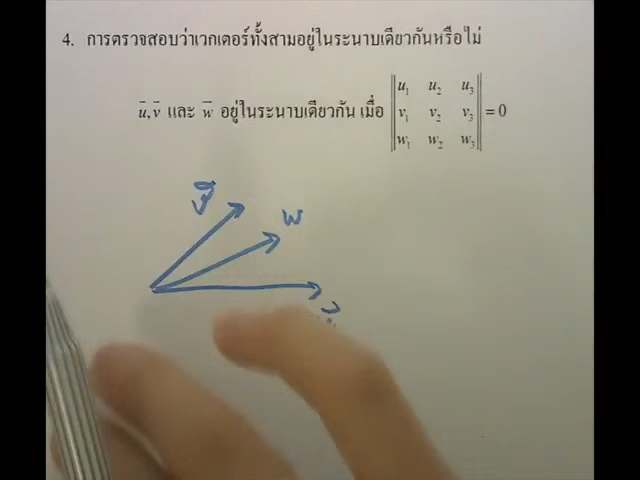 4. การตรวจสอบว่าเวกเตอร์ทั้งสามอยู่ในระนาบเดียวกันหรือไม่
u̅, v̅ และ w̅ อยู่ในระนาบเดียวกัน เมื่อ ||u₁ u₂ u₃
v₁ v₂ v₃
w₁ w₂ w₃|| = 0
w